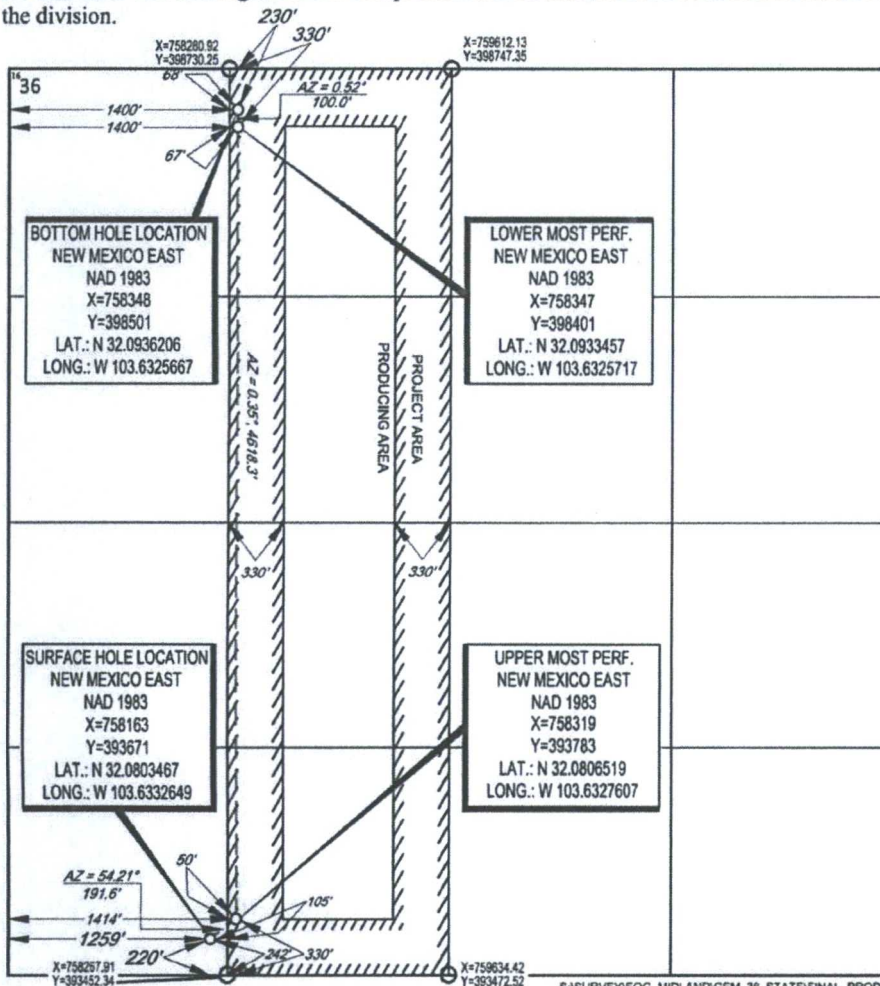 the division.
230'
330'
X=758280.92
Y=398730.25
X=759612.13
Y=398747.35
16
36
68'
AZ = 0.52°
100.0'
1400'
1400'
67'
BOTTOM HOLE LOCATION
NEW MEXICO EAST
NAD 1983
X=758348
Y=398501
LAT.: N 32.0936206
LONG.: W 103.6325667
LOWER MOST PERF.
NEW MEXICO EAST
NAD 1983
X=758347
Y=398401
LAT.: N 32.0933457
LONG.: W 103.6325717
AZ = 0.35°, 4618.3'
PRODUCING AREA
PROJECT AREA
330'
330'
SURFACE HOLE LOCATION
NEW MEXICO EAST
NAD 1983
X=758163
Y=393671
LAT.: N 32.0803467
LONG.: W 103.6332649
UPPER MOST PERF.
NEW MEXICO EAST
NAD 1983
X=758319
Y=393783
LAT.: N 32.0806519
LONG.: W 103.6327607
50'
AZ = 54.21°
191.6'
105'
1414'
1259'
220'
242'
330'
X=758267.91
Y=393452.34
X=759634.42
Y=393472.52